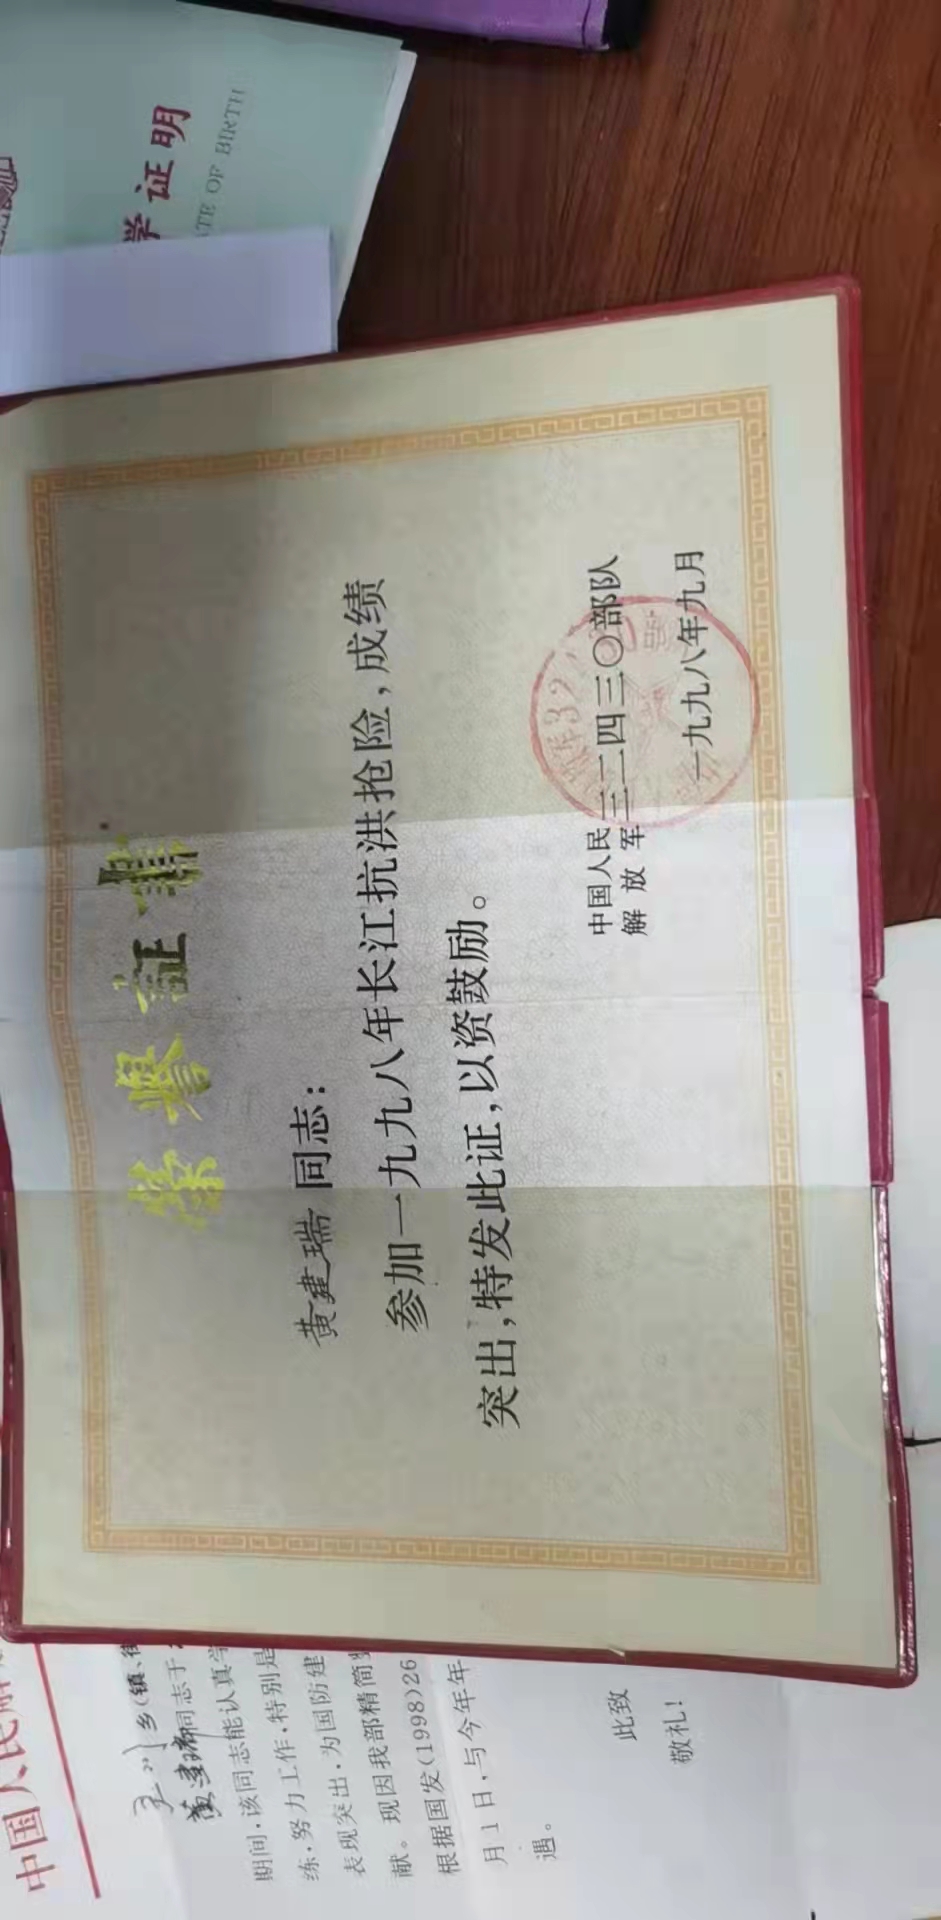 学证明
ATE OF BIRTH
荣誉证书
黄建瑞 同志：
参加一九九八年长江抗洪抢险，成绩
突出，特发此证，以资鼓励。
中国人民
解放军
三二四三〇部队
一九九八年九月
中国人民解
乡(镇、街
黄建瑞同志于
期间，该同志能认真学
练，努力工作，特别是
表现突出，为国防建
献。现因我部精简
根据国发(1998)26
月1日，与今年年
遇。
此致
敬礼！